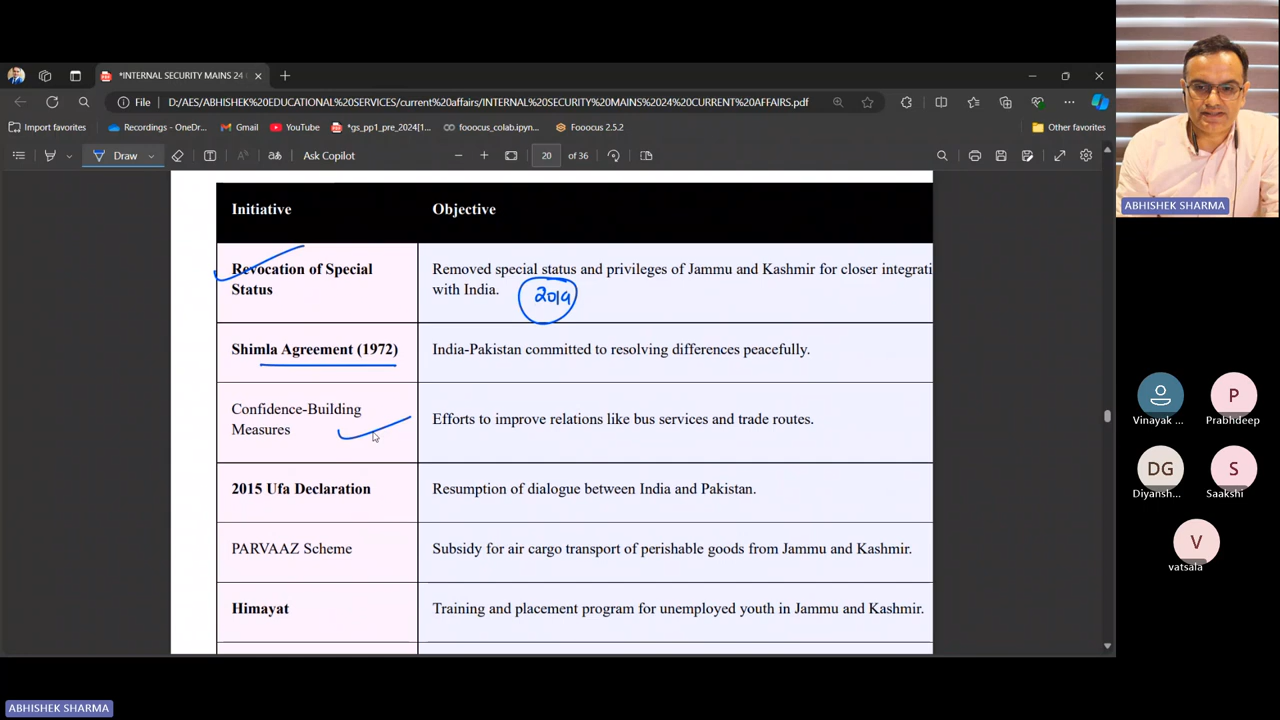 *INTERNAL SECURITY MAINS 24
File
D:/AES/ABHISHEK%20EDUCATIONAL%20SERVICES/current%20affairs/INTERNAL%20SECURITY%20MAINS%202024%20CURRENT%20AFFAIRS.pdf
Import favorites
Recordings - OneDr...
Gmail
YouTube
*gs_pp1_pre_2024[1...
fooocus_colab.ipyn...
Fooocus 2.5.2
Other favorites
Draw
Ask Copilot
20 of 36
Initiative
Objective
Revocation of Special
Status
Removed special status and privileges of Jammu and Kashmir for closer integrati
with India.
2019
Shimla Agreement (1972)
India-Pakistan committed to resolving differences peacefully.
Confidence-Building
Measures
Efforts to improve relations like bus services and trade routes.
2015 Ufa Declaration
Resumption of dialogue between India and Pakistan.
PARVAAZ Scheme
Subsidy for air cargo transport of perishable goods from Jammu and Kashmir.
Himayat
Training and placement program for unemployed youth in Jammu and Kashmir.
ABHISHEK SHARMA
Vinayak ...
P
Prabhdeep
DG
Diyansh...
S
Saakshi
V
vatsala
ABHISHEK SHARMA